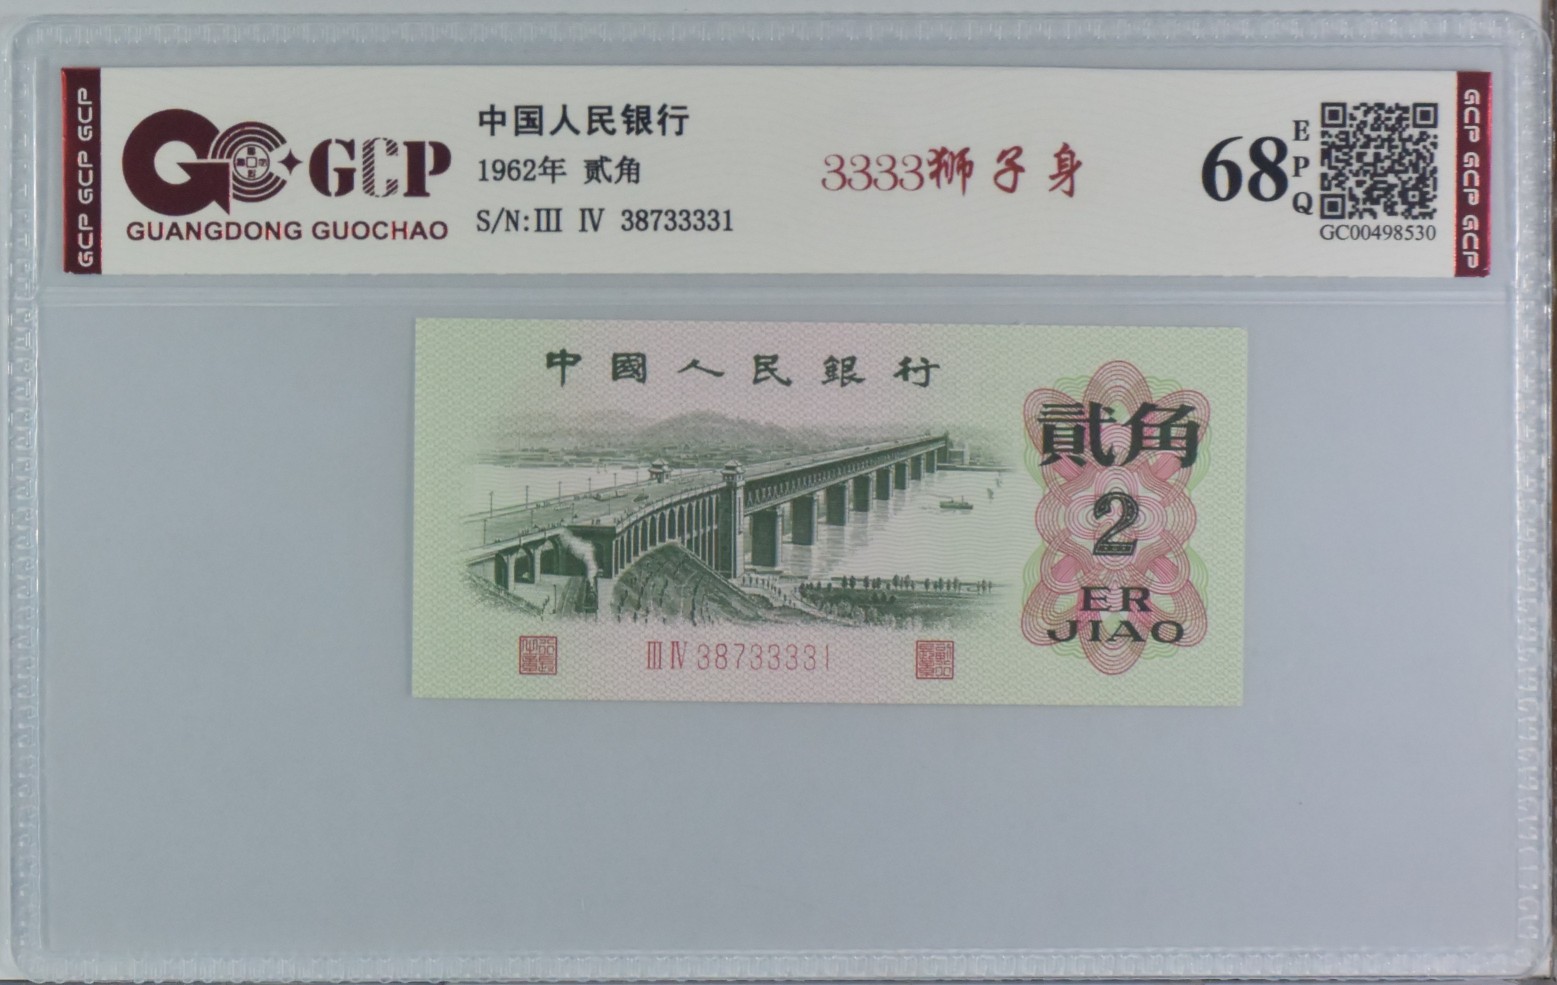 GCP GCP GCP
GCP
GUANGDONG GUOCHAO
中国人民银行
1962年 贰角
S/N:Ⅲ Ⅳ 38733331
3333狮子身
68
EPQ
GC00498530
GCP GCP GCP
中國人民銀行
貳角
2
ER
JIAO
Ⅲ Ⅳ 38733331